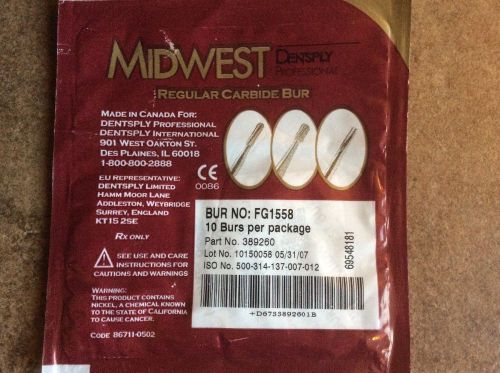 MIDWEST DENTSPLY
PROFESSIONAL
REGULAR CARBIDE BUR
MADE IN CANADA FOR:
DENTSPLY PROFESSIONAL
DENTSPLY INTERNATIONAL
901 WEST OAKTON ST.
DES PLAINES, IL 60018
1-800-800-2888
CE
0086
EU REPRESENTATIVE:
DENTSPLY LIMITED
HAMM MOOR LANE
ADDLESTON, WEYBRIDGE
SURREY, ENGLAND
KT15 2SE
RX ONLY
SEE USE AND CARE
INSTRUCTIONS FOR
CAUTIONS AND WARNINGS
WARNING:
THIS PRODUCT CONTAINS
NICKEL, A CHEMICAL KNOWN
TO THE STATE OF CALIFORNIA
TO CAUSE CANCER.
CODE 86711-0502
BUR NO: FG1558
10 Burs per package
Part No. 389260
Lot No. 10150058 05/31/07
ISO No. 500-314-137-007-012
+D6733892601B
69548181